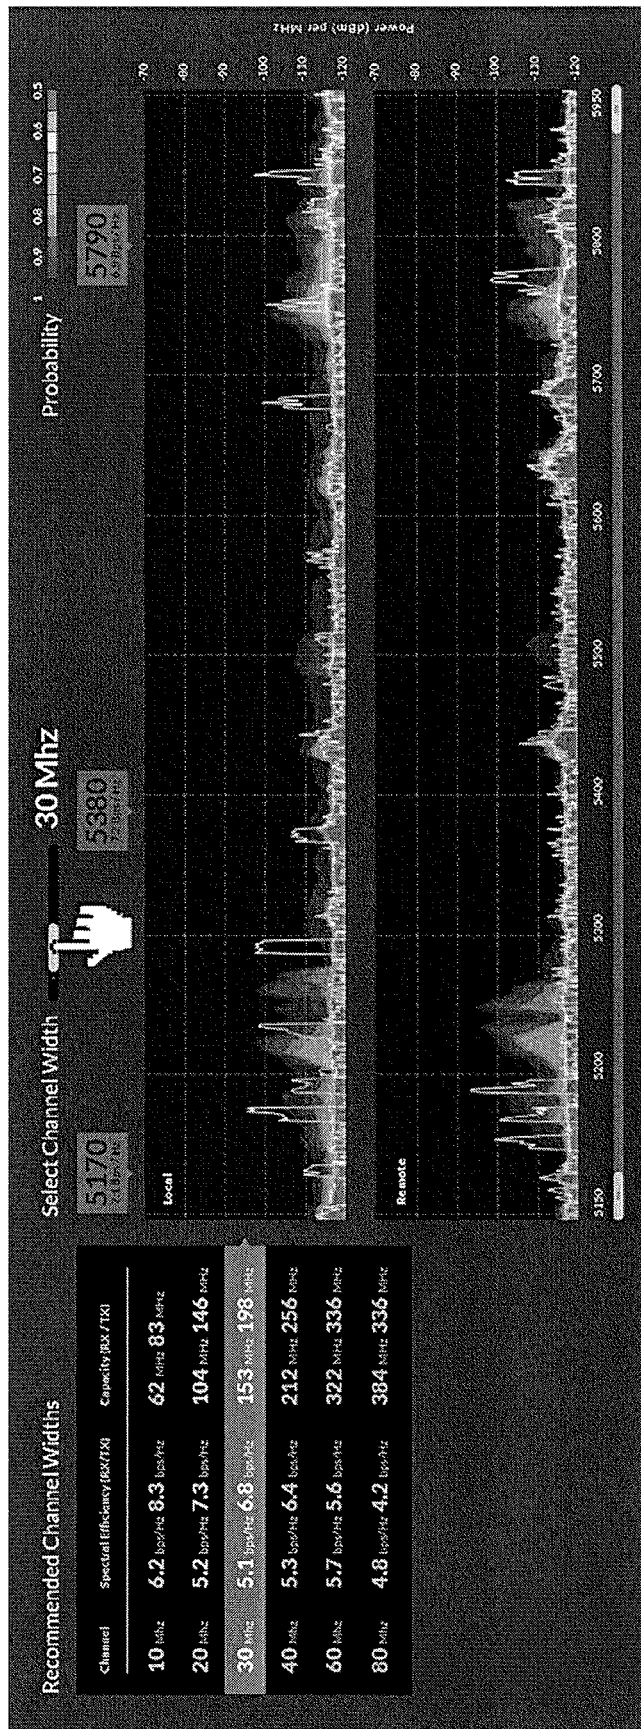 Recommended Channel Widths
Channel Spectral Efficiency (RX/TX) Capacity (RX / TX)
10 Mhz 6.2 bps/Hz 8.3 bps/Hz 62 MHz 83 MHz
20 Mhz 5.2 bps/Hz 7.3 bps/Hz 104 MHz 146 MHz
30 Mhz 5.1 bps/Hz 6.8 bps/Hz 153 MHz 198 MHz
40 Mhz 5.3 bps/Hz 6.4 bps/Hz 212 MHz 256 MHz
60 Mhz 5.7 bps/Hz 5.6 bps/Hz 322 MHz 336 MHz
80 Mhz 4.8 bps/Hz 4.2 bps/Hz 384 MHz 336 MHz
Select Channel Width 30 Mhz
Probability
1 0.9 0.8 0.7 0.6 0.5
5170 5380 5790
Local
-70
-80
-90
-100
-110
-120
Remote
-70
-80
-90
-100
-110
-120
Power (dBm) per MHz
5150 5200 5300 5400 5500 5600 5700 5800 5950